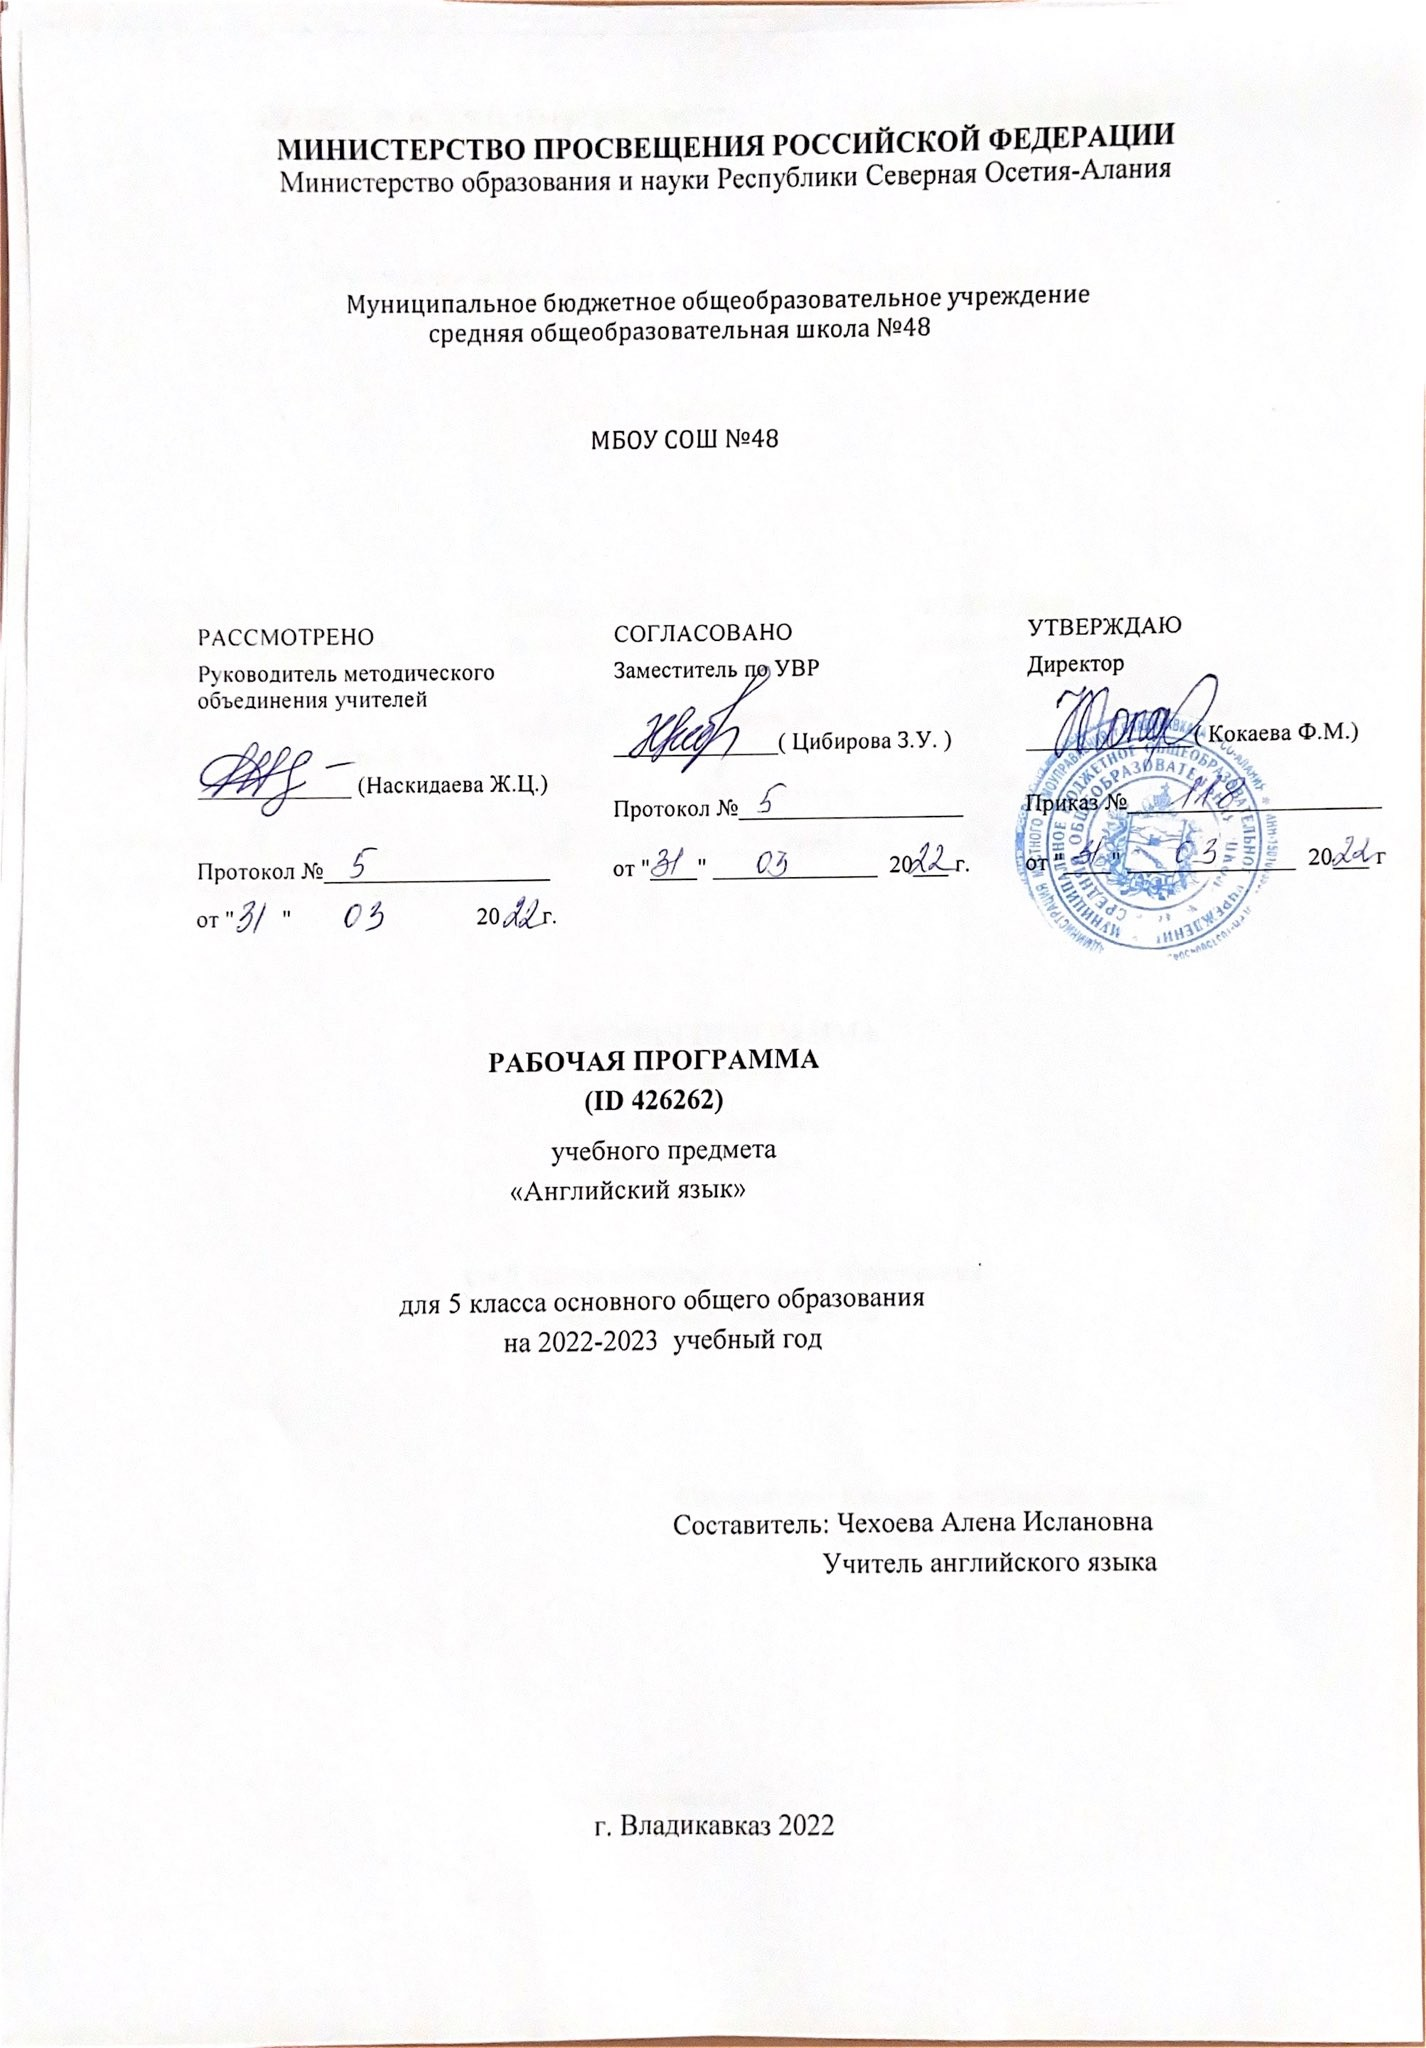 МИНИСТЕРСТВО ПРОСВЕЩЕНИЯ РОССИЙСКОЙ ФЕДЕРАЦИИ
Министерство образования и науки Республики Северная Осетия-Алания
Муниципальное бюджетное общеобразовательное учреждение
средняя общеобразовательная школа №48
МБОУ СОШ №48
РАССМОТРЕНО
Руководитель методического
объединения учителей
(Наскидаева Ж.Ц.)
Протокол № 5
от "31" 03 2022 г.
СОГЛАСОВАНО
Заместитель по УВР
( Цибирова З.У. )
Протокол № 5
от "31" 03 2022 г.
УТВЕРЖДАЮ
Директор
( Кокаева Ф.М.)
Приказ № 118
от "31" 03 2022 г
РАБОЧАЯ ПРОГРАММА
(ID 426262)
учебного предмета
«Английский язык»
для 5 класса основного общего образования
на 2022-2023 учебный год
Составитель: Чехоева Алена Ислановна
Учитель английского языка
г. Владикавказ 2022